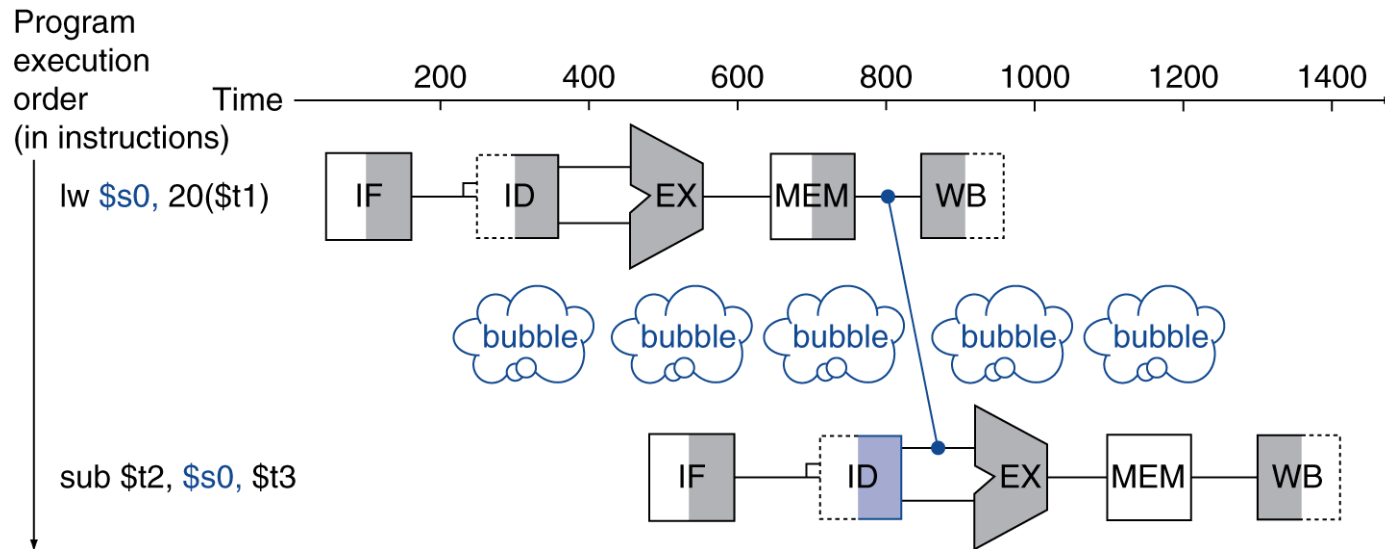 Program
execution
order
(in instructions)
Time
200 400 600 800 1000 1200 1400
lw $s0, 20($t1)
IF ID EX MEM WB
bubble bubble bubble bubble bubble
sub $t2, $s0, $t3
IF ID EX MEM WB